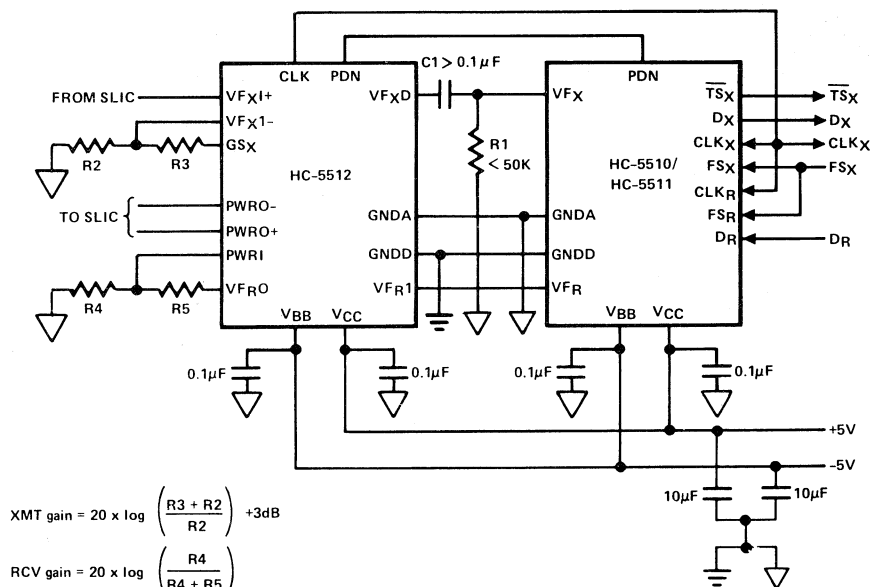 C1 > 0.1 µF
CLK PDN
PDN
FROM SLIC
VFXI+
VFXD
VFX
TSX
TSX
VFX1-
DX
DX
GSX
R1
< 50K
CLKX
CLKX
R2
R3
HC-5512
HC-5510/
HC-5511
FSX
FSX
CLKR
TO SLIC
PWRO-
GNDA
GNDA
FSR
PWRO+
DR
DR
PWRI
GNDD
GNDD
R4
R5
VFRO
VFR1
VFR
VBB VCC
VBB VCC
0.1µF
0.1µF
0.1µF
0.1µF
+5V
-5V
10µF
10µF
XMT gain = 20 x log (R3 + R2 / R2) +3dB
RCV gain = 20 x log (R4 / R4 + R5)